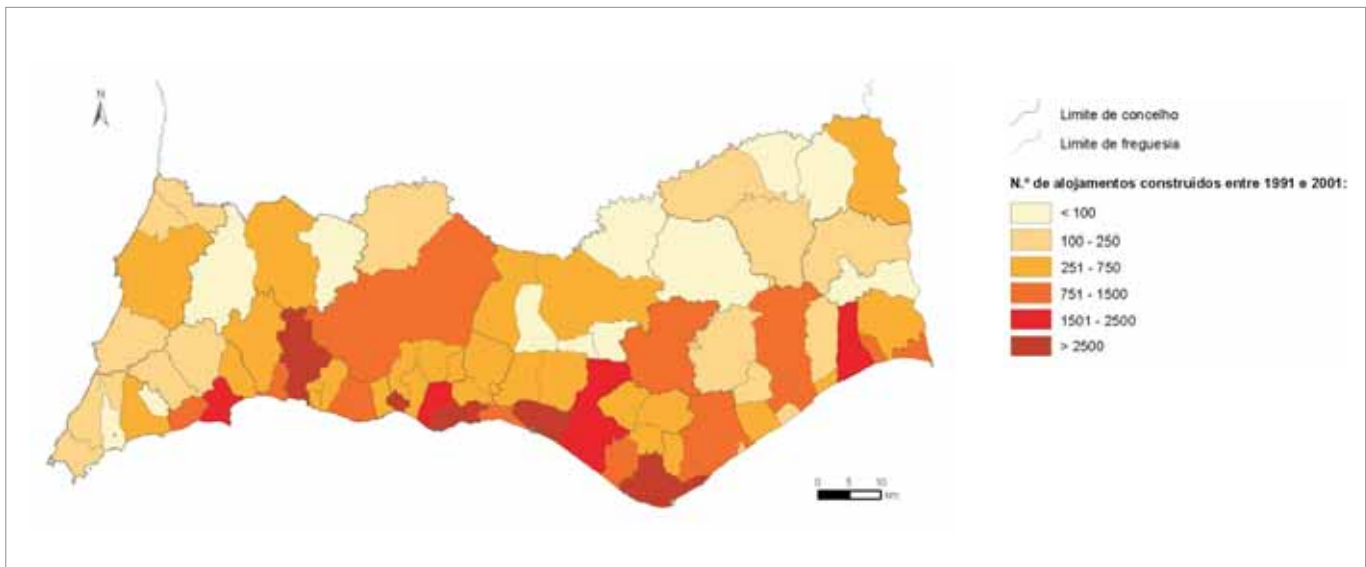 N
Limite de concelho
Limite de freguesia
N.º de alojamentos construídos entre 1991 e 2001:
< 100
100 - 250
251 - 750
751 - 1500
1501 - 2500
> 2500
0 5 10
km